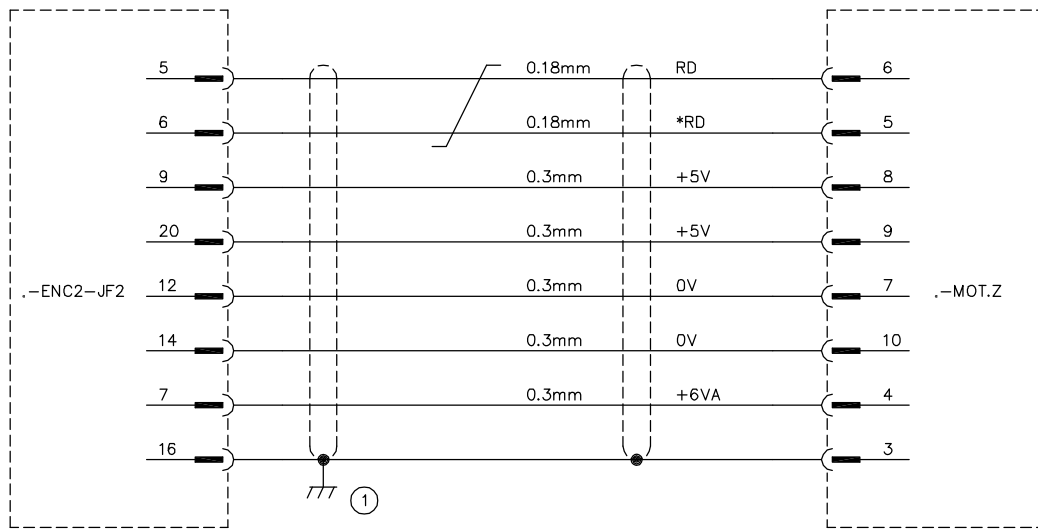 5 0.18mm RD 6
6 0.18mm *RD 5
9 0.3mm +5V 8
20 0.3mm +5V 9
.-ENC2-JF2 12 0.3mm 0V 7 .-MOT.Z
14 0.3mm 0V 10
7 0.3mm +6VA 4
16 3
1